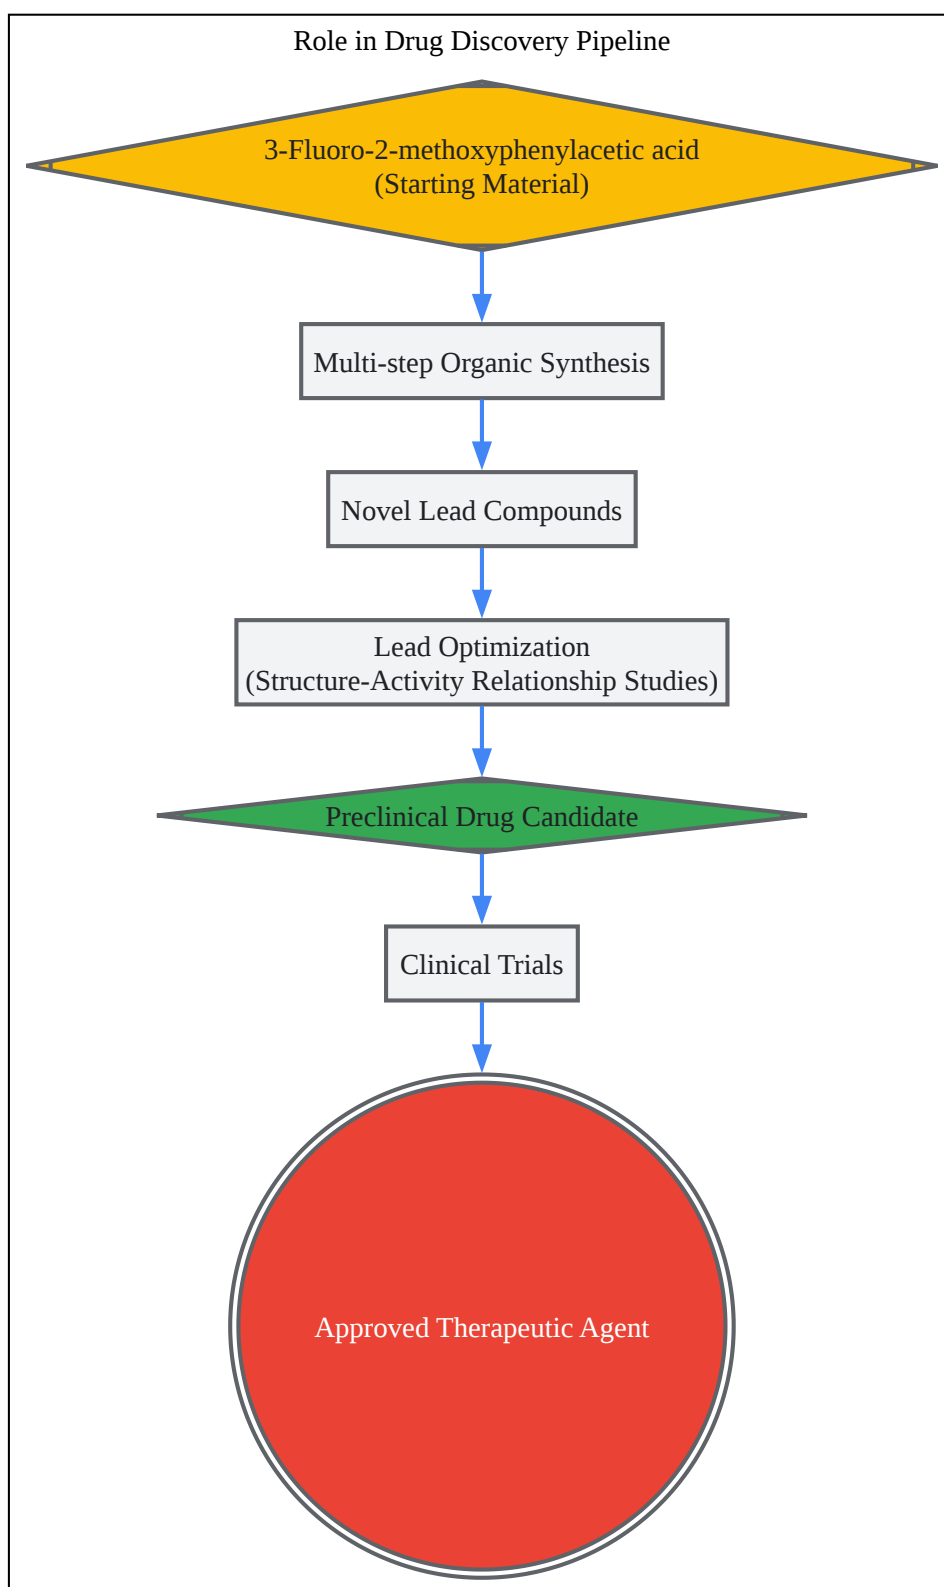 Role in Drug Discovery Pipeline
3-Fluoro-2-methoxyphenylacetic acid
(Starting Material)
Multi-step Organic Synthesis
Novel Lead Compounds
Lead Optimization
(Structure-Activity Relationship Studies)
Preclinical Drug Candidate
Clinical Trials
Approved Therapeutic Agent